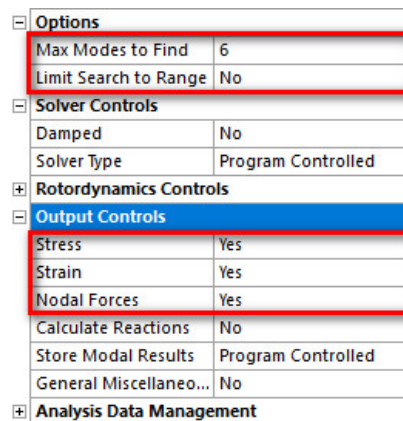 Options
Max Modes to Find 6
Limit Search to Range No
Solver Controls
Damped No
Solver Type Program Controlled
Rotordynamics Controls
Output Controls
Stress Yes
Strain Yes
Nodal Forces Yes
Calculate Reactions No
Store Modal Results Program Controlled
General Miscellaneo... No
Analysis Data Management